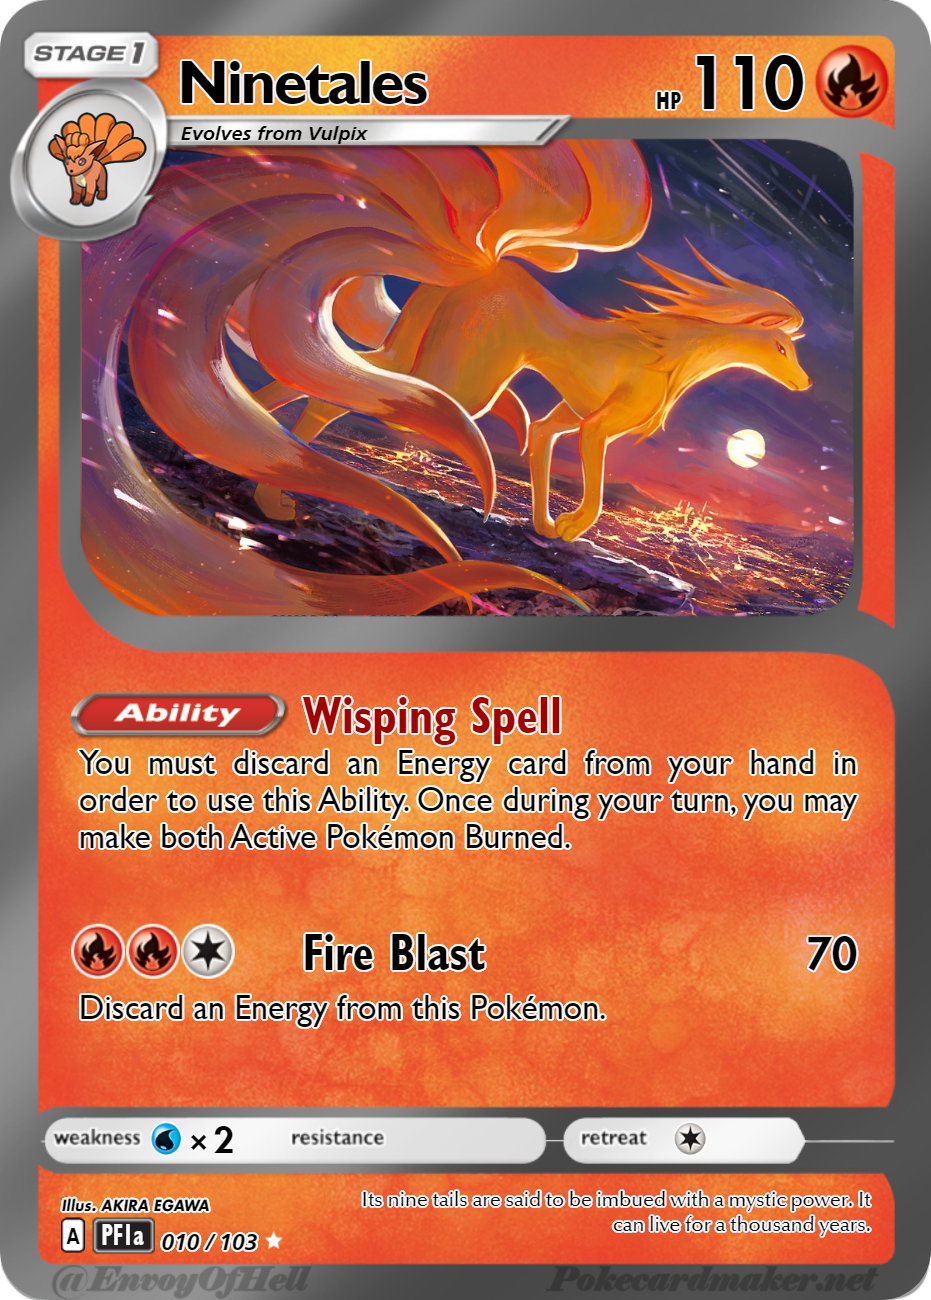 STAGE 1
Ninetales
HP 110
Evolves from Vulpix
Ability Wisping Spell
You must discard an Energy card from your hand in
order to use this Ability. Once during your turn, you may
make both Active Pokémon Burned.
Fire Blast 70
Discard an Energy from this Pokémon.
weakness × 2 resistance retreat
Illus. AKIRA EGAWA
A PF1a 010 / 103
Its nine tails are said to be imbued with a mystic power. It
can live for a thousand years.
@EnvoyOfHell Pokecardmaker.net